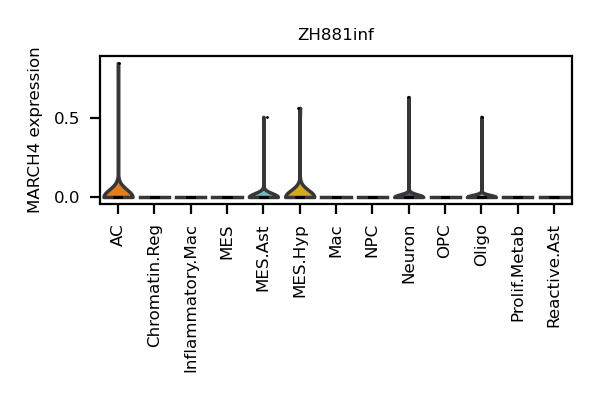 ZH881inf
MARCH4 expression
0.5
0.0
AC
Chromatin.Reg
Inflammatory.Mac
MES
MES.Ast
MES.Hyp
Mac
NPC
Neuron
OPC
Oligo
Prolif.Metab
Reactive.Ast